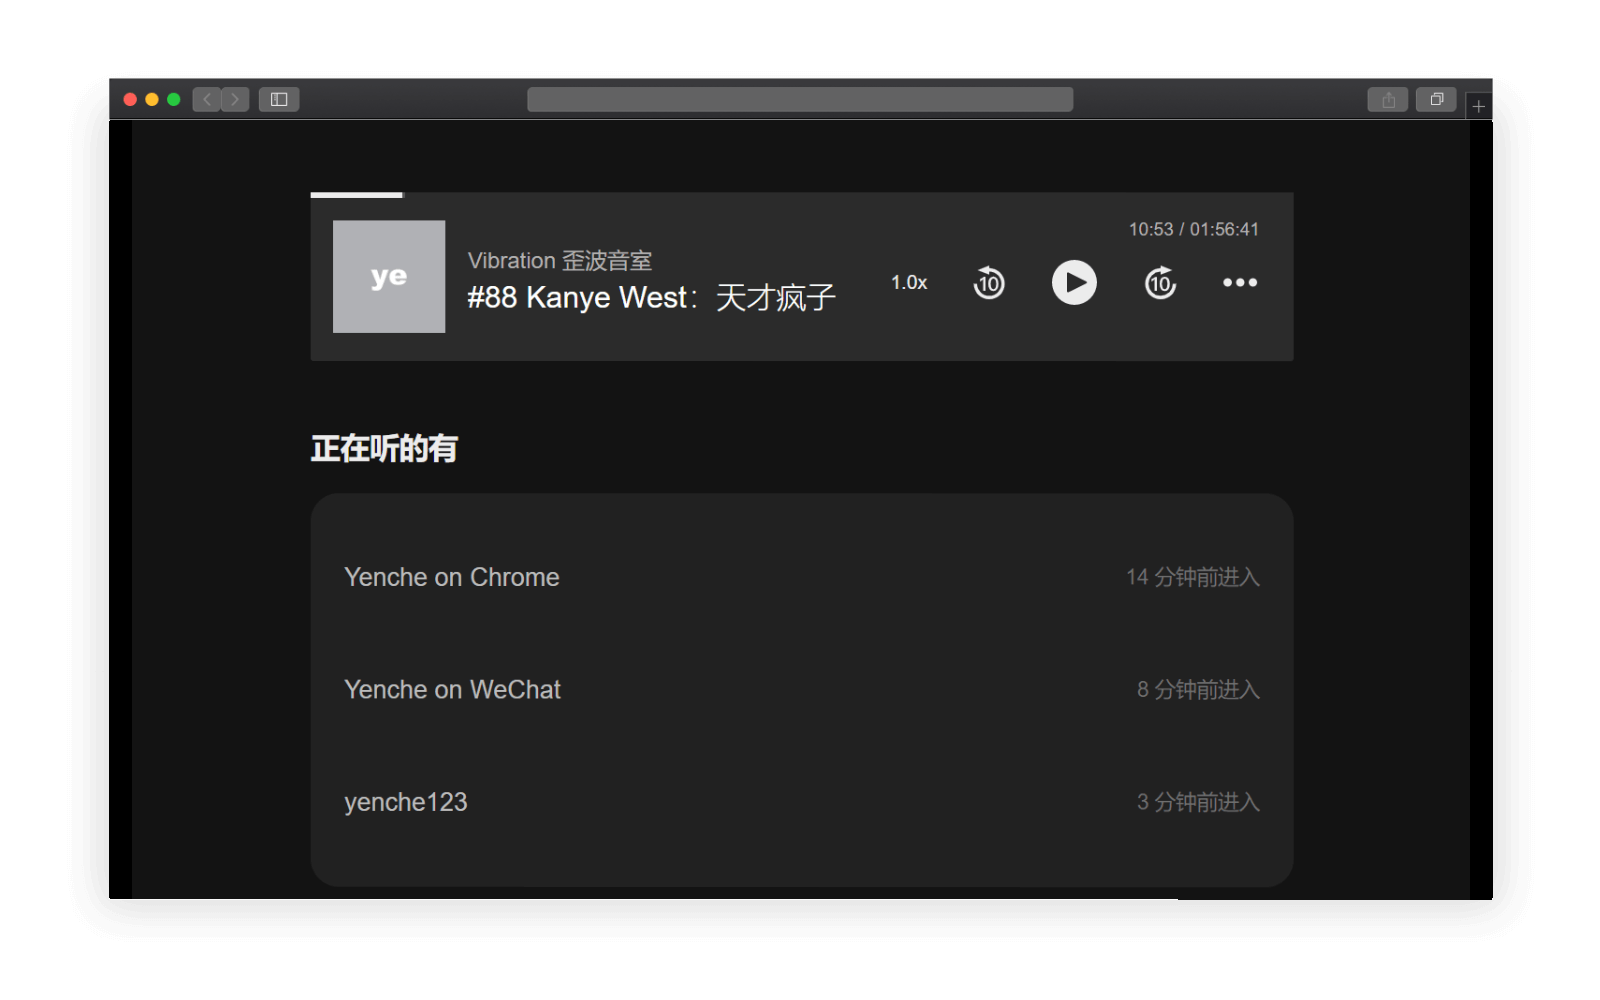 10:53 / 01:56:41
ye
Vibration 歪波音室
#88 Kanye West：天才疯子
1.0x
10
10
正在听的有
Yenche on Chrome
14 分钟前进入
Yenche on WeChat
8 分钟前进入
yenche123
3 分钟前进入